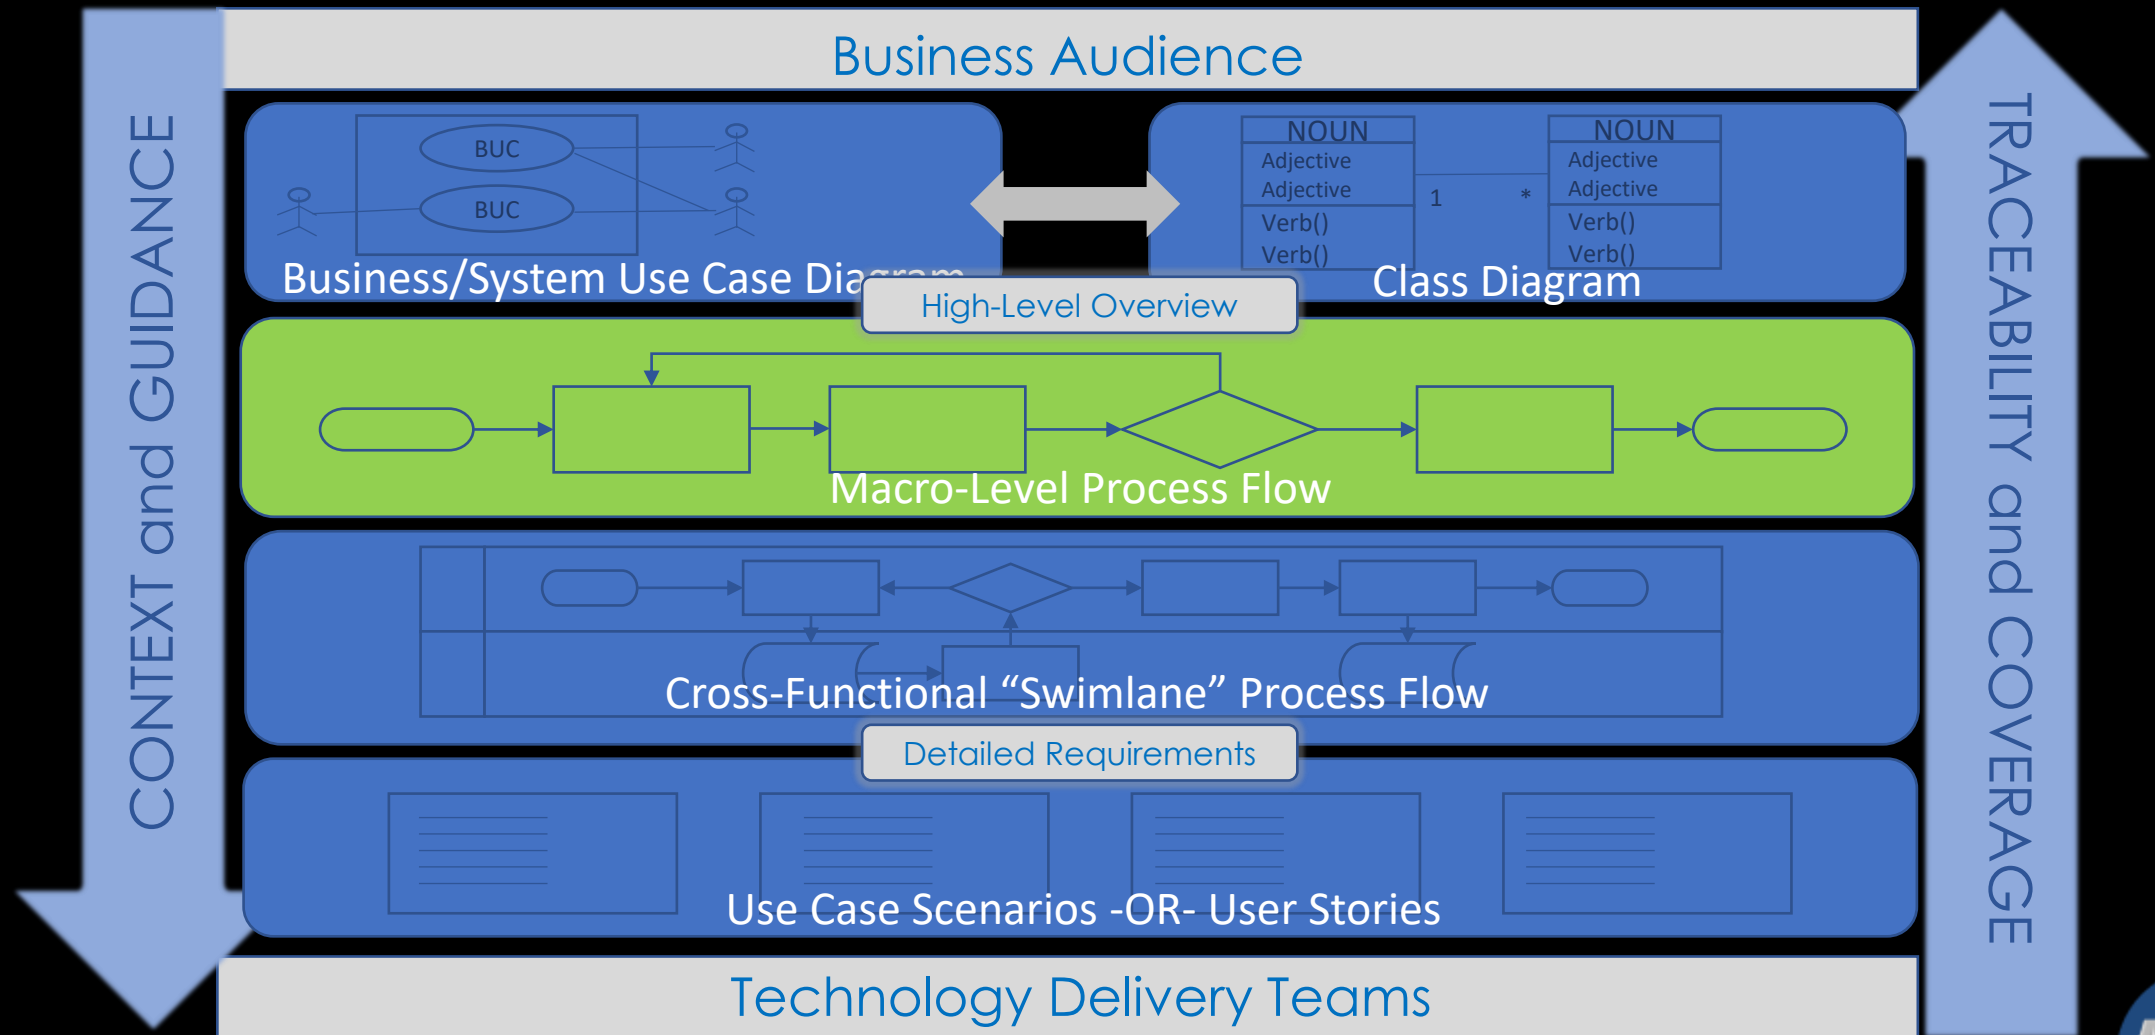 Business Audience
CONTEXT and GUIDANCE
TRACEABILITY and COVERAGE
BUC
BUC
Business/System Use Case Diagram
NOUN
Adjective
Adjective
Verb()
Verb()
1
*
NOUN
Adjective
Adjective
Verb()
Verb()
Class Diagram
High-Level Overview
Macro-Level Process Flow
Cross-Functional “Swimlane” Process Flow
Detailed Requirements
Use Case Scenarios -OR- User Stories
Technology Delivery Teams